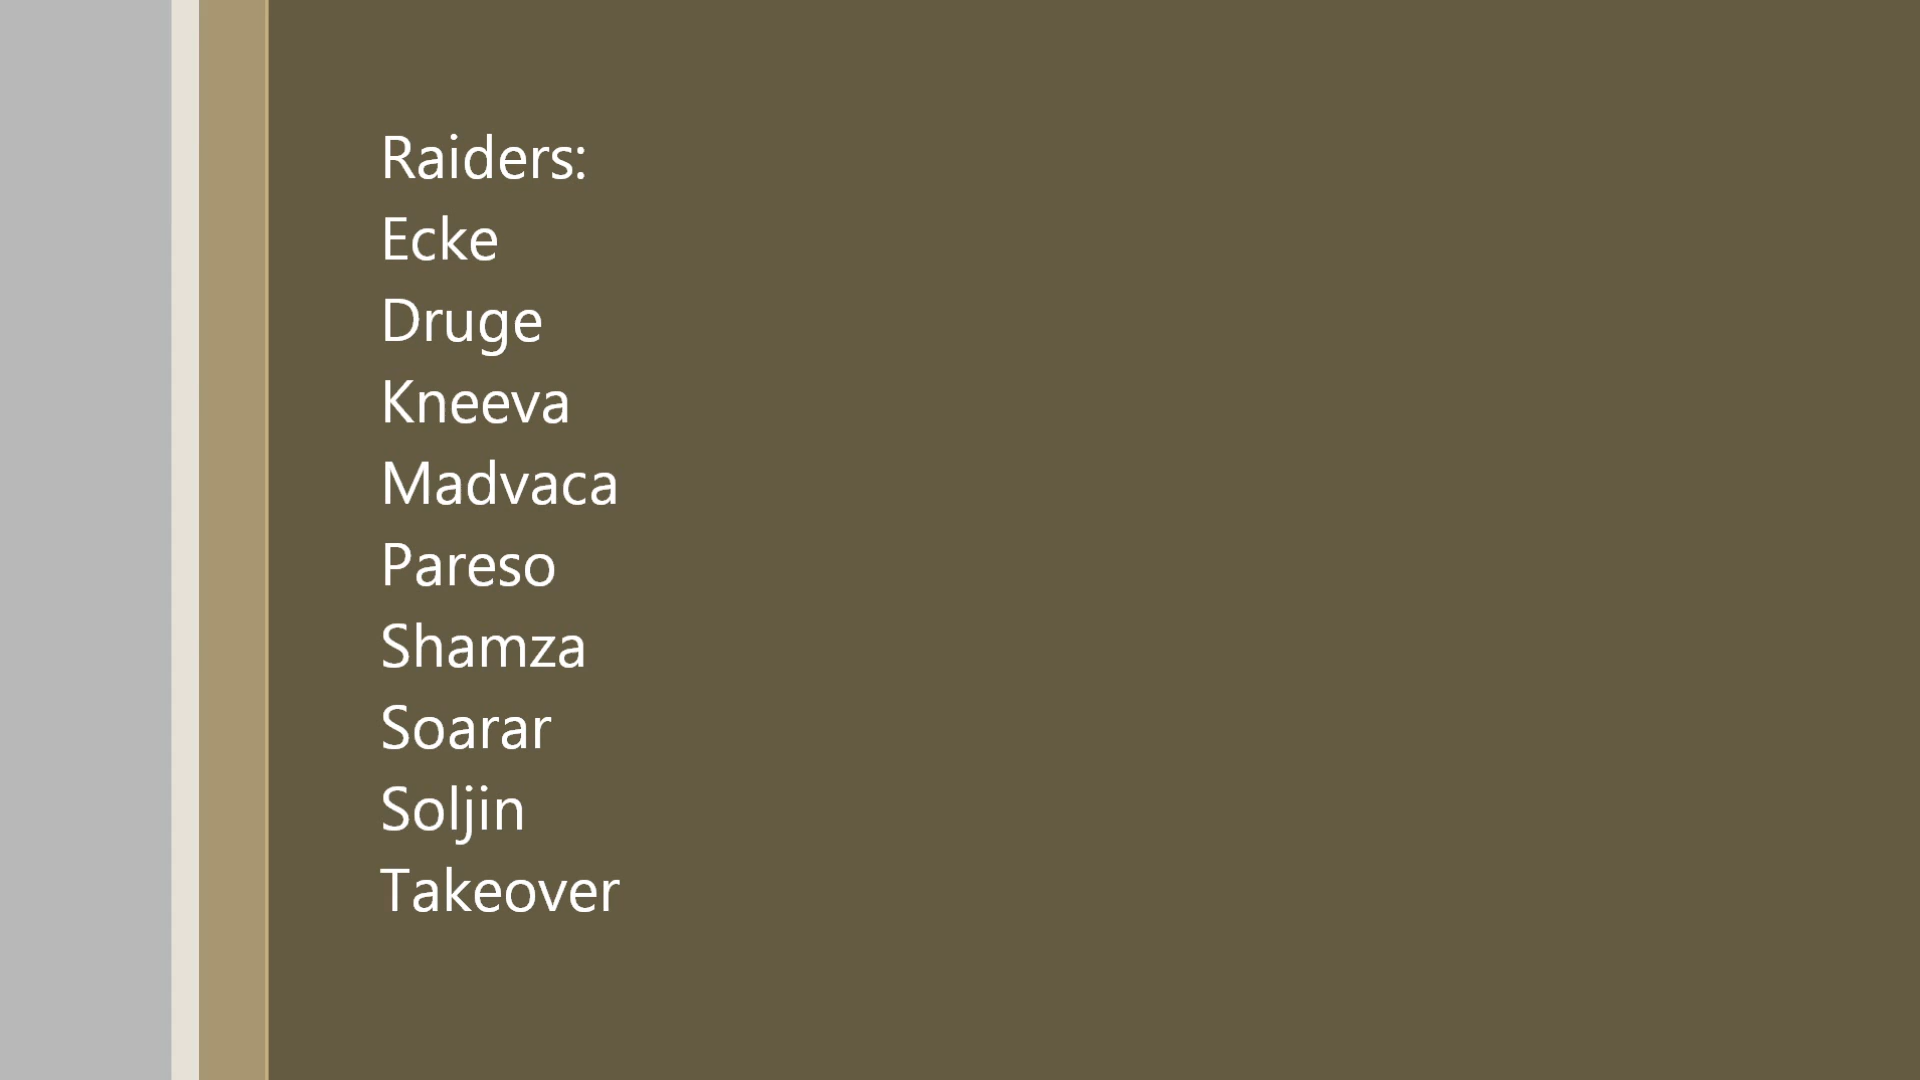 Raiders:
Ecke
Druge
Kneeva
Madvaca
Pareso
Shamza
Soarar
Soljin
Takeover